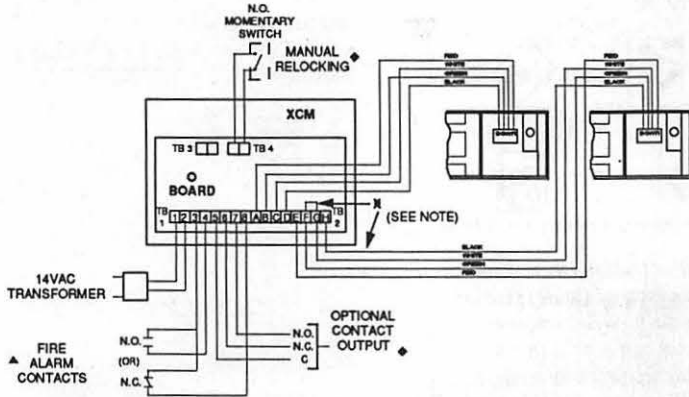 N.O.
MOMENTARY
SWITCH
MANUAL
RELOCKING ◆
RED
WHITE
GREEN
BLACK
RED
WHITE
GREEN
BLACK
XCM
TB 3
TB 4
O
BOARD
TB
1
1 2 3 4 5 6 7 8 A B C D E F G H
TB
2
X
(SEE NOTE)
BLACK
WHITE
GREEN
RED
14VAC
TRANSFORMER
N.O.
(OR)
N.C.
▲ FIRE
ALARM
CONTACTS
N.O.
N.C.
C
OPTIONAL
CONTACT
OUTPUT ◆